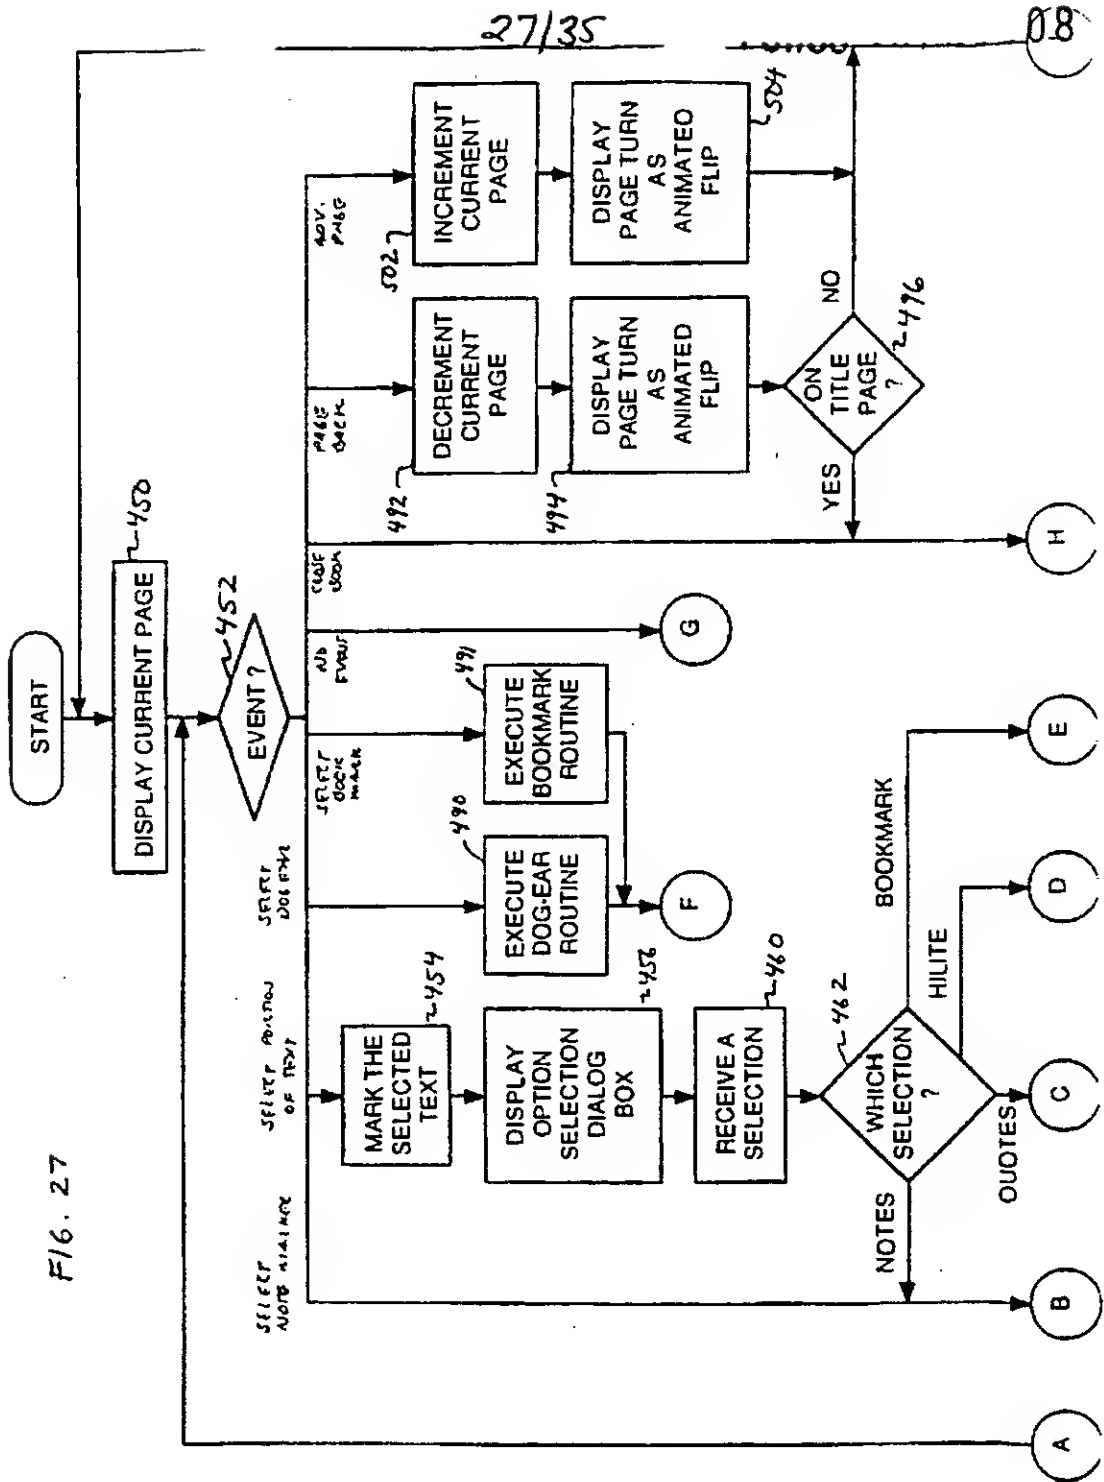 27/35
08
FIG. 27
START
DISPLAY CURRENT PAGE
450
EVENT ?
452
SELECT
NOTE MARKER
SELECT PORTION
OF TEXT
SELECT
DOG EAR
SELECT
BOOK
MARK
NO
EVENT
CLOSE
BOOK
PAGE
BACK
ADV.
PAGE
MARK THE
SELECTED
TEXT
454
DISPLAY
OPTION
SELECTION
DIALOG
BOX
RECEIVE A
SELECTION
460
WHICH
SELECTION
?
462
NOTES
QUOTES
HILITE
BOOKMARK
490
EXECUTE
DOG-EAR
ROUTINE
491
EXECUTE
BOOKMARK
ROUTINE
492
DECREMENT
CURRENT
PAGE
494
DISPLAY
PAGE TURN
AS
ANIMATED
FLIP
ON
TITLE
PAGE
?
496
YES
NO
502
INCREMENT
CURRENT
PAGE
DISPLAY
PAGE TURN
AS
ANIMATED
FLIP
504
A
B
C
D
E
F
G
H